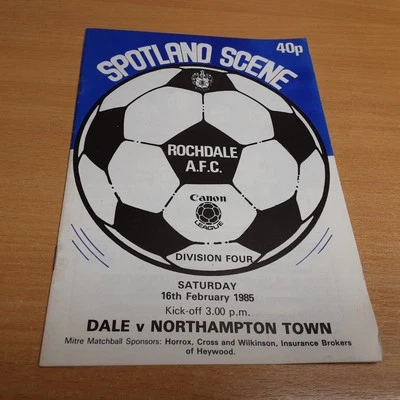 40p
SPOTLAND SCENE
ROCHDALE
A.F.C.
Canon
LEAGUE
DIVISION FOUR
SATURDAY
16th February 1985
Kick-off 3.00 p.m.
DALE v NORTHAMPTON TOWN
Mitre Matchball Sponsors: Horrox, Cross and Wilkinson, Insurance Brokers
of Heywood.